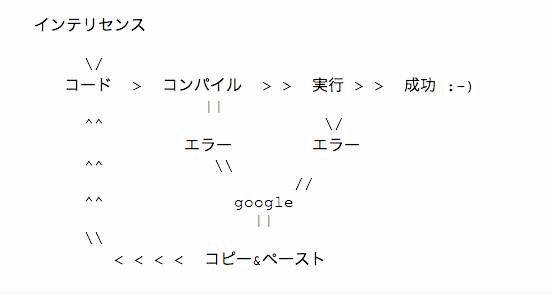 インテリセンス
\/
コード > コンパイル > > 実行 > > 成功 :-)
||
^^ \/
エラー エラー
^^ \\
//
^^ google
||
\\
< < < < コピー&ペースト